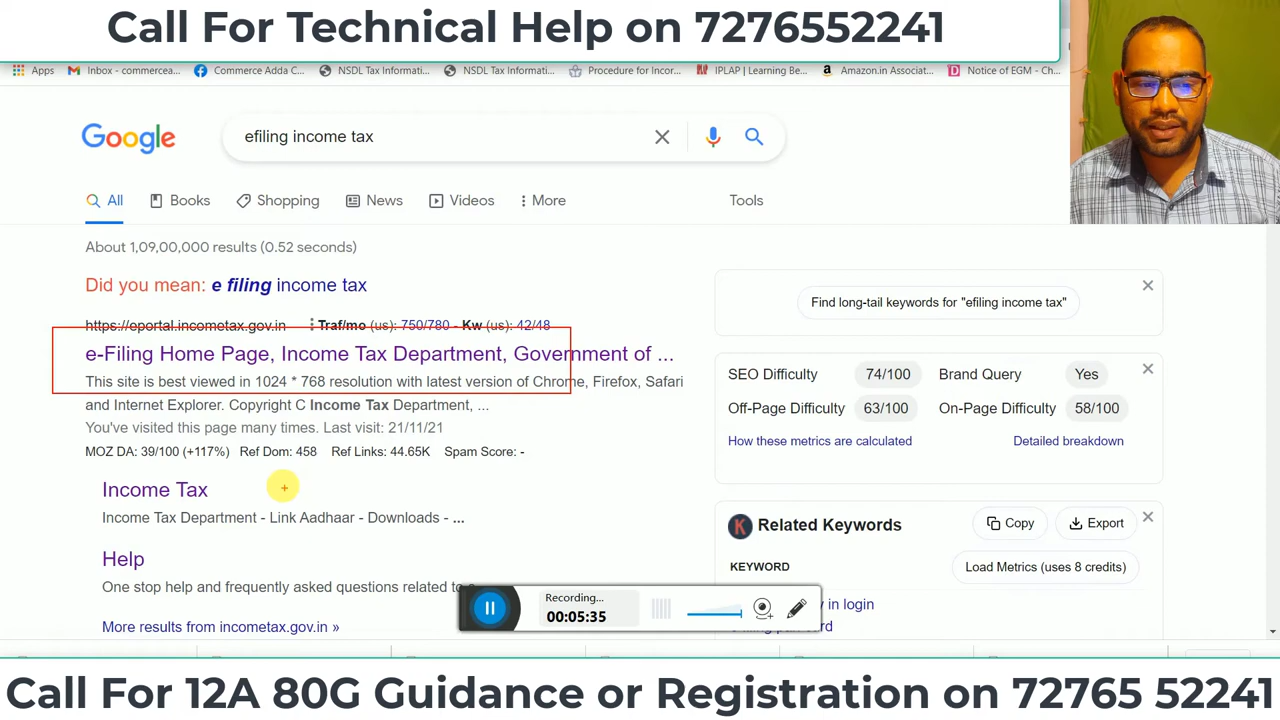 Call For Technical Help on 7276552241
Apps Inbox - commercea... Commerce Adda C... NSDL Tax Informati... NSDL Tax Informati... Procedure for Incor... IPLAP | Learning Be... Amazon.in Associat... Notice of EGM - Ch...
Google efiling income tax
All Books Shopping News Videos More Tools
About 1,09,00,000 results (0.52 seconds)
Did you mean: e filing income tax
https://eportal.incometax.gov.in Traf/mo (us): 750/780 - Kw (us): 42/48
e-Filing Home Page, Income Tax Department, Government of ...
This site is best viewed in 1024 * 768 resolution with latest version of Chrome, Firefox, Safari
and Internet Explorer. Copyright C Income Tax Department, ...
You've visited this page many times. Last visit: 21/11/21
MOZ DA: 39/100 (+117%) Ref Dom: 458 Ref Links: 44.65K Spam Score: -
Income Tax
Income Tax Department - Link Aadhaar - Downloads - ...
Help
One stop help and frequently asked questions related to
More results from incometax.gov.in »
Find long-tail keywords for "efiling income tax"
SEO Difficulty 74/100 Brand Query Yes
Off-Page Difficulty 63/100 On-Page Difficulty 58/100
How these metrics are calculated Detailed breakdown
K Related Keywords Copy Export
KEYWORD Load Metrics (uses 8 credits)
in login
Recording...
00:05:35
Call For 12A 80G Guidance or Registration on 72765 52241